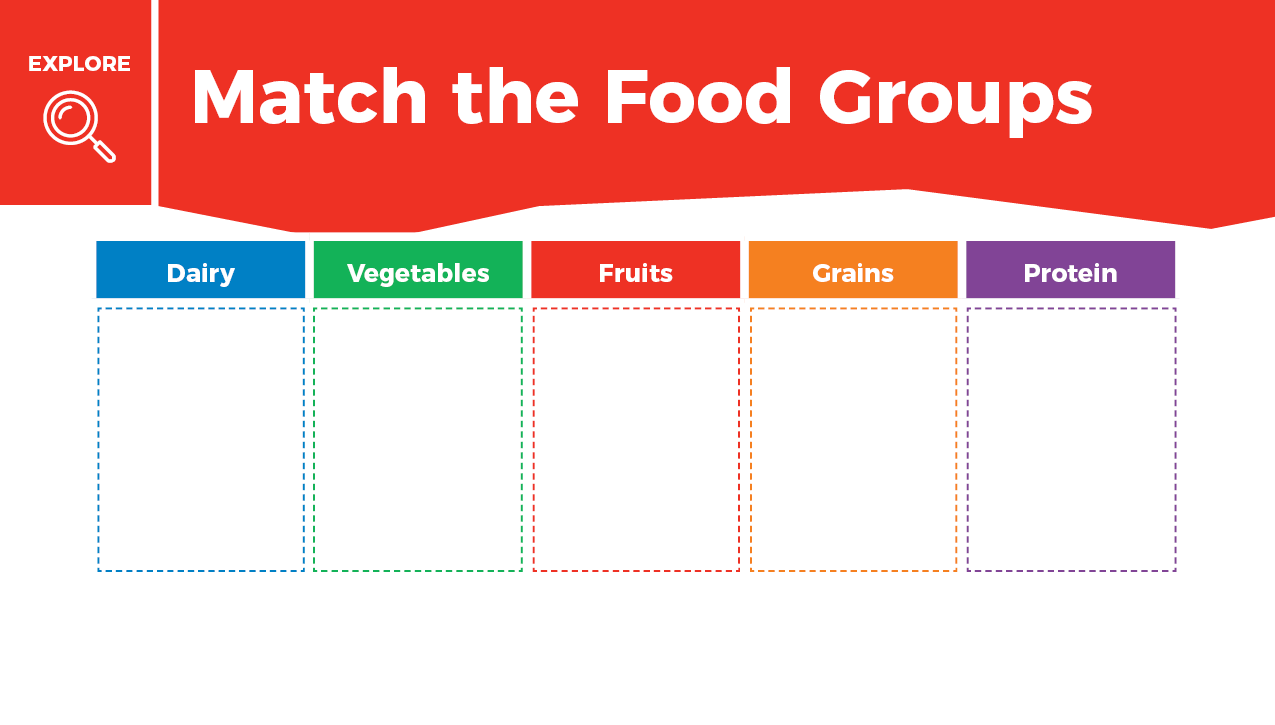 EXPLORE
Match the Food Groups
Dairy
Vegetables
Fruits
Grains
Protein